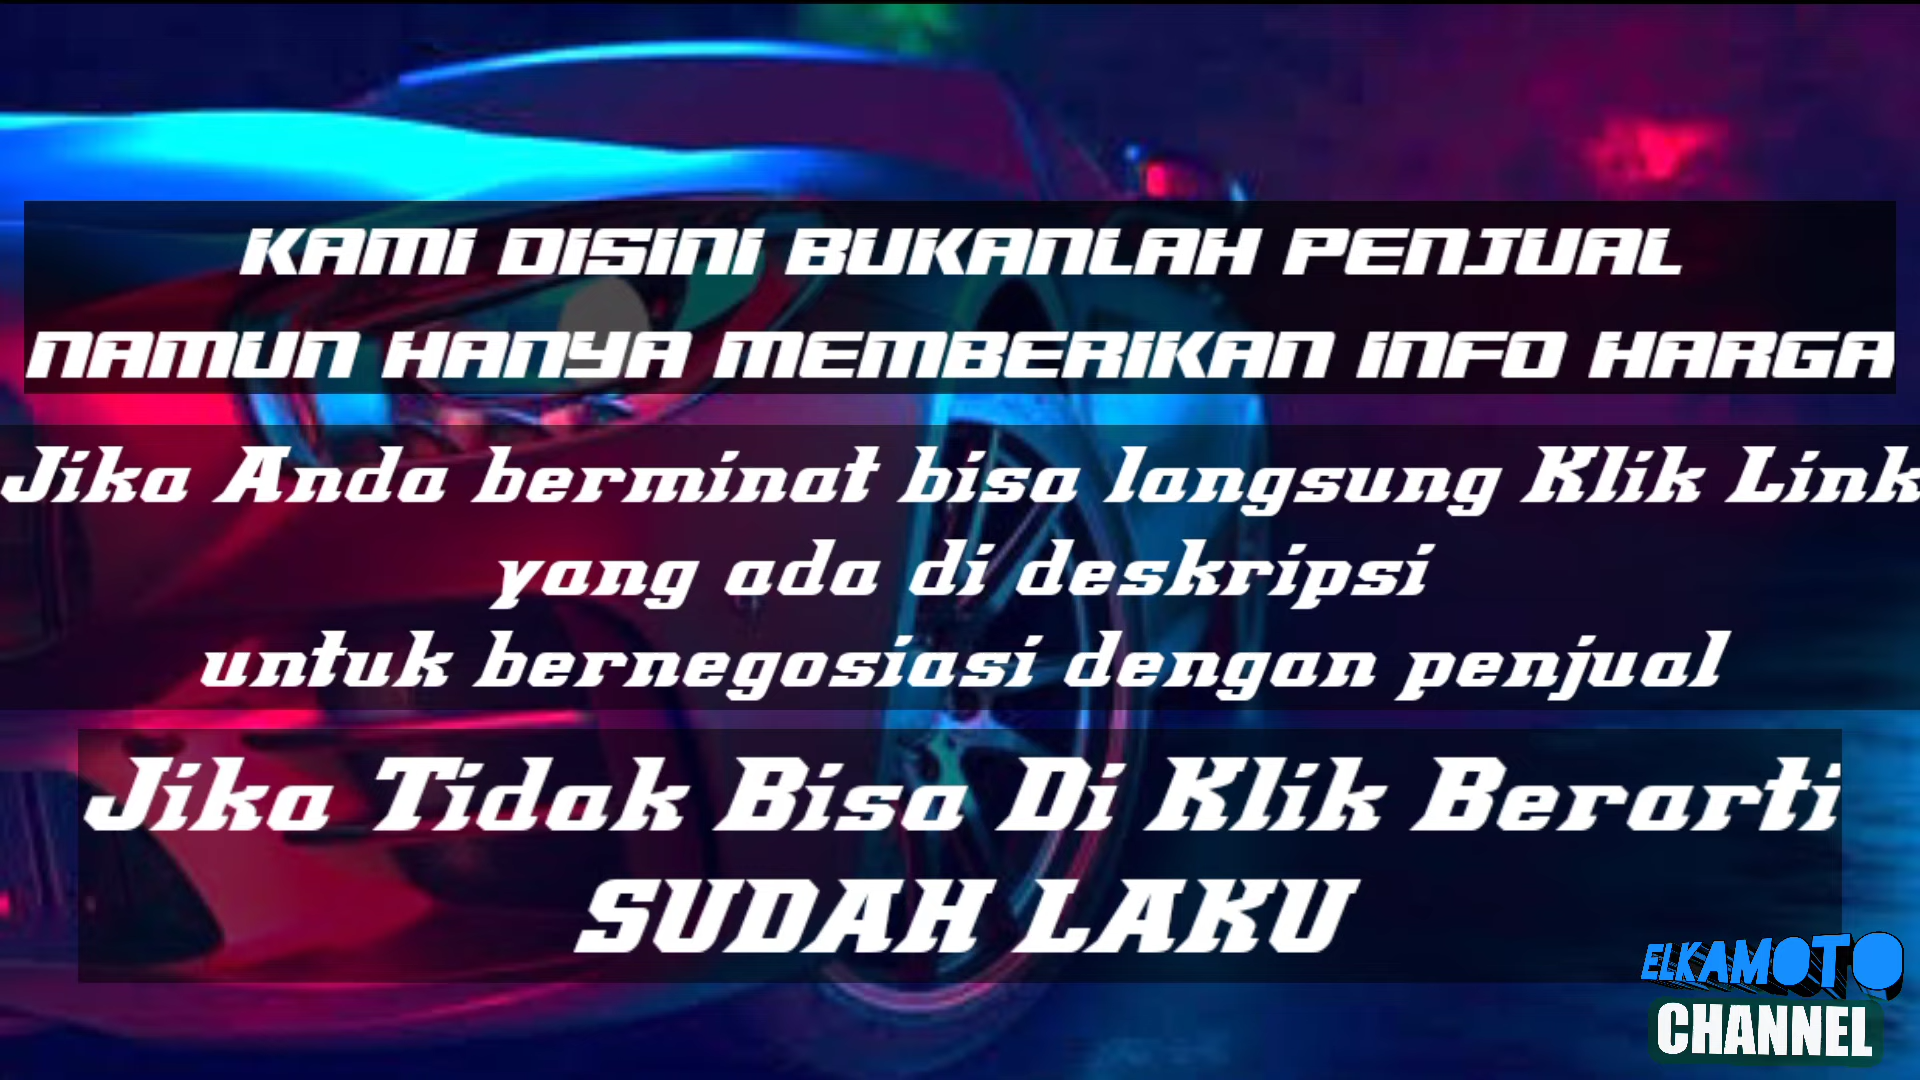 KAMI DISINI BUKANLAH PENJUAL
NAMUN HANYA MEMBERIKAN INFO HARGA
Jika Anda berminat bisa langsung Klik Link
yang ada di deskripsi
untuk bernegosiasi dengan penjual
Jika Tidak Bisa Di Klik Berarti
SUDAH LAKU
ELKAMOTO
CHANNEL